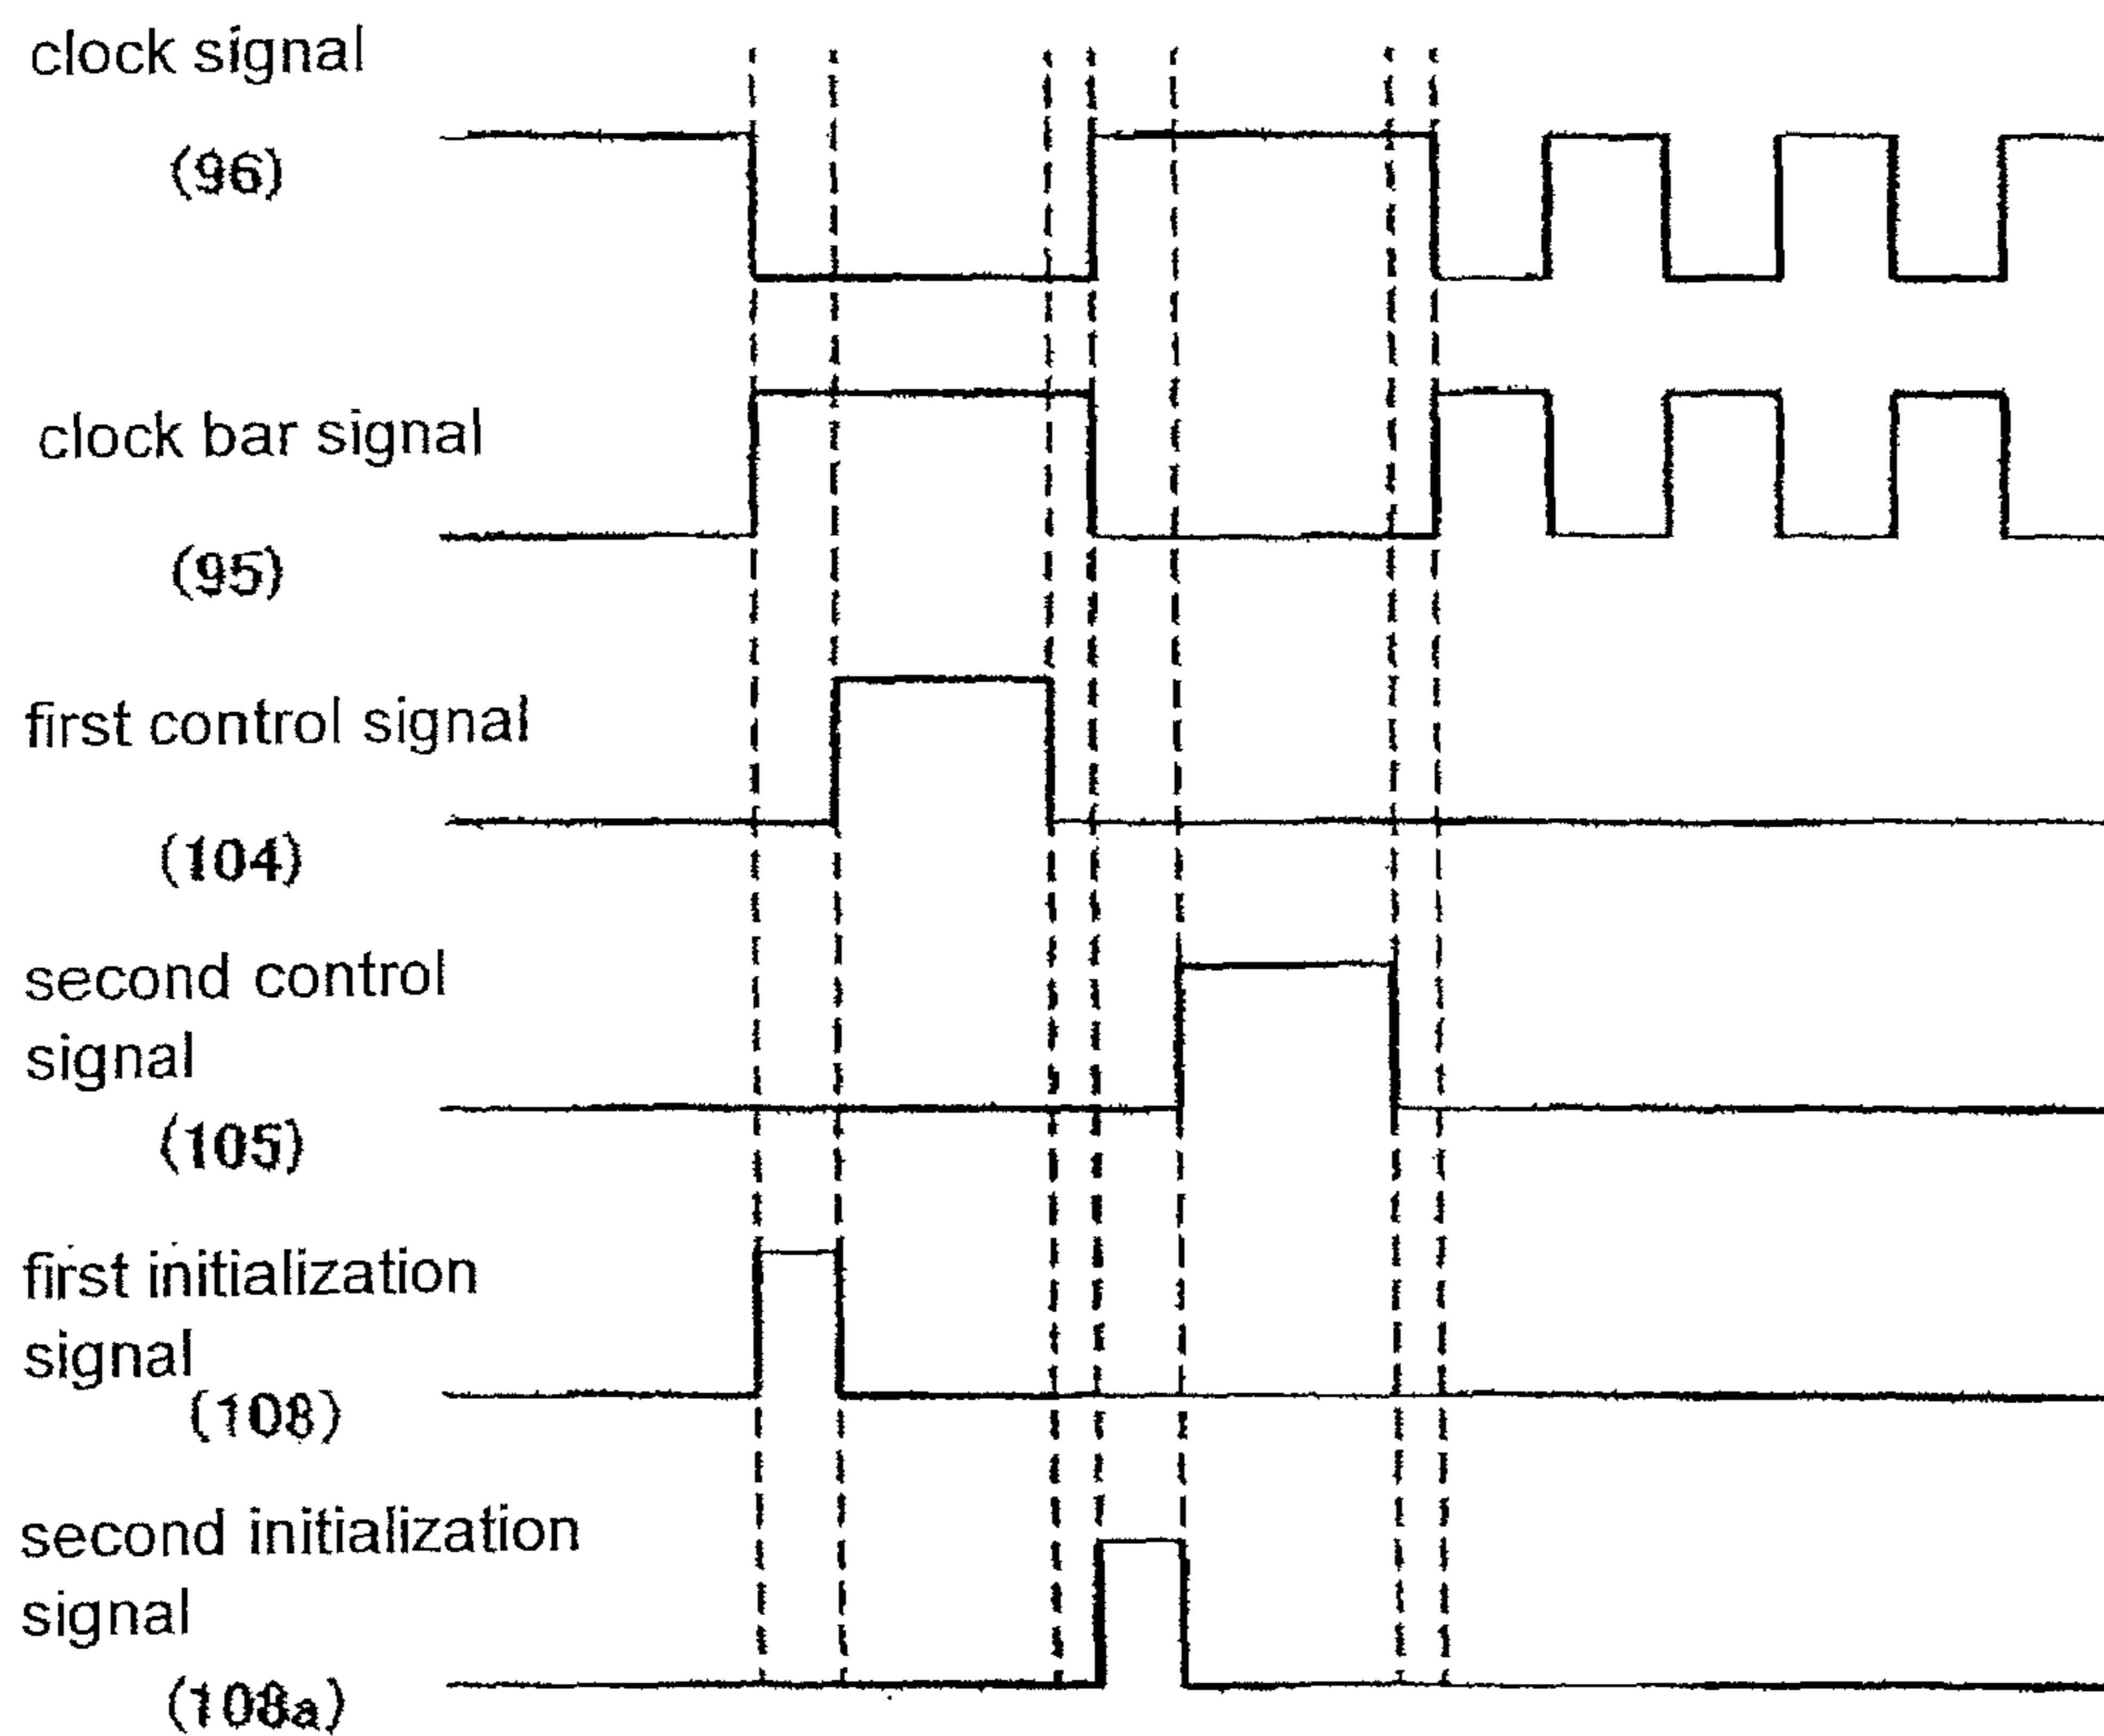 clock signal
(96)
clock bar signal
(95)
first control signal
(104)
second control
signal
(105)
first initialization
signal
(108)
second initialization
signal
(108a)